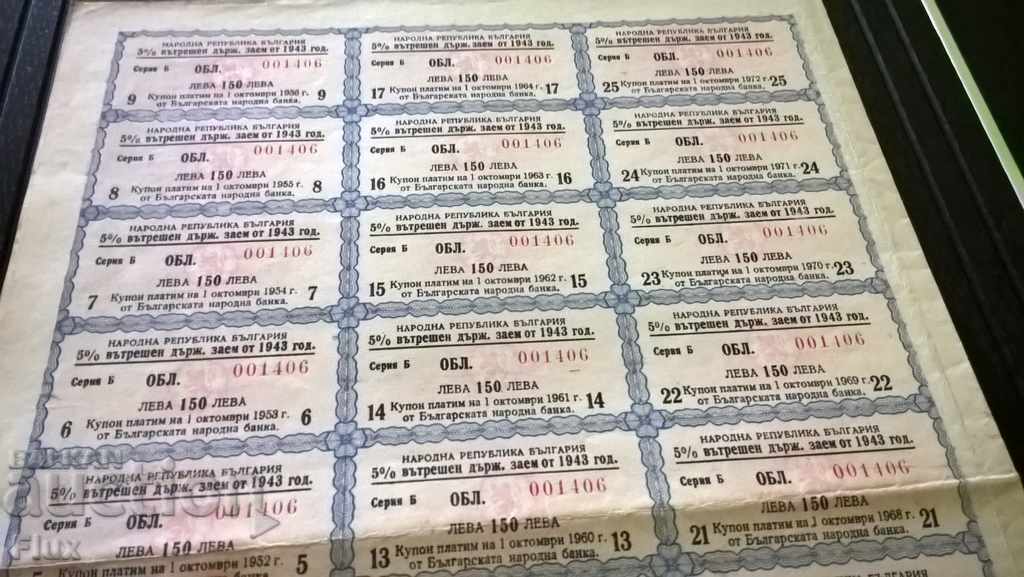 НАРОДНА РЕПУБЛИКА БЪЛГАРИЯ
5% вътрешен държ. заем от 1943 год.
Серия Б ОБЛ. 001406
ЛЕВА 150 ЛЕВА
9 Купон платим на 1 октомври 1956 г. 9
от Българската народна банка.
НАРОДНА РЕПУБЛИКА БЪЛГАРИЯ
5% вътрешен държ. заем от 1943 год.
Серия Б ОБЛ. 001406
ЛЕВА 150 ЛЕВА
17 Купон платим на 1 октомври 1964 г. 17
от Българската народна банка.
НАРОДНА РЕПУБЛИКА БЪЛГАРИЯ
5% вътрешен държ. заем от 1943 год.
Серия Б ОБЛ. 001406
ЛЕВА 150 ЛЕВА
25 Купон платим на 1 октомври 1972 г. 25
от Българската народна банка.
НАРОДНА РЕПУБЛИКА БЪЛГАРИЯ
5% вътрешен държ. заем от 1943 год.
Серия Б ОБЛ. 001406
ЛЕВА 150 ЛЕВА
8 Купон платим на 1 октомври 1955 г. 8
от Българската народна банка.
НАРОДНА РЕПУБЛИКА БЪЛГАРИЯ
5% вътрешен държ. заем от 1943 год.
Серия Б ОБЛ. 001406
ЛЕВА 150 ЛЕВА
16 Купон платим на 1 октомври 1963 г. 16
от Българската народна банка.
НАРОДНА РЕПУБЛИКА БЪЛГАРИЯ
5% вътрешен държ. заем от 1943 год.
Серия Б ОБЛ. 001406
ЛЕВА 150 ЛЕВА
24 Купон платим на 1 октомври 1971 г. 24
от Българската народна банка.
НАРОДНА РЕПУБЛИКА БЪЛГАРИЯ
5% вътрешен държ. заем от 1943 год.
Серия Б ОБЛ. 001406
ЛЕВА 150 ЛЕВА
7 Купон платим на 1 октомври 1954 г. 7
от Българската народна банка.
НАРОДНА РЕПУБЛИКА БЪЛГАРИЯ
5% вътрешен държ. заем от 1943 год.
Серия Б ОБЛ. 001406
ЛЕВА 150 ЛЕВА
15 Купон платим на 1 октомври 1962 г. 15
от Българската народна банка.
НАРОДНА РЕПУБЛИКА БЪЛГАРИЯ
5% вътрешен държ. заем от 1943 год.
Серия Б ОБЛ. 001406
ЛЕВА 150 ЛЕВА
23 Купон платим на 1 октомври 1970 г. 23
от Българската народна банка.
НАРОДНА РЕПУБЛИКА БЪЛГАРИЯ
5% вътрешен държ. заем от 1943 год.
Серия Б ОБЛ. 001406
ЛЕВА 150 ЛЕВА
6 Купон платим на 1 октомври 1953 г. 6
от Българската народна банка.
НАРОДНА РЕПУБЛИКА БЪЛГАРИЯ
5% вътрешен държ. заем от 1943 год.
Серия Б ОБЛ. 001406
ЛЕВА 150 ЛЕВА
14 Купон платим на 1 октомври 1961 г. 14
от Българската народна банка.
НАРОДНА РЕПУБЛИКА БЪЛГАРИЯ
5% вътрешен държ. заем от 1943 год.
Серия Б ОБЛ. 001406
ЛЕВА 150 ЛЕВА
22 Купон платим на 1 октомври 1969 г. 22
от Българската народна банка.
НАРОДНА РЕПУБЛИКА БЪЛГАРИЯ
5% вътрешен държ. заем от 1943 год.
Серия Б ОБЛ. 001406
ЛЕВА 150 ЛЕВА
октомври 1952 г. 5
НАРОДНА РЕПУБЛИКА БЪЛГАРИЯ
5% вътрешен държ. заем от 1943 год.
Серия Б ОБЛ. 001406
ЛЕВА 150 ЛЕВА
13 Купон платим на 1 октомври 1960 г. 13
от Българската народна банка.
НАРОДНА РЕПУБЛИКА БЪЛГАРИЯ
5% вътрешен държ. заем от 1943 год.
Серия Б ОБЛ. 001406
ЛЕВА 150 ЛЕВА
21 Купон платим на 1 октомври 1968 г. 21
от Българската народна банка.
БЪЛГАРИЯ
BALKAN
auction
Flux